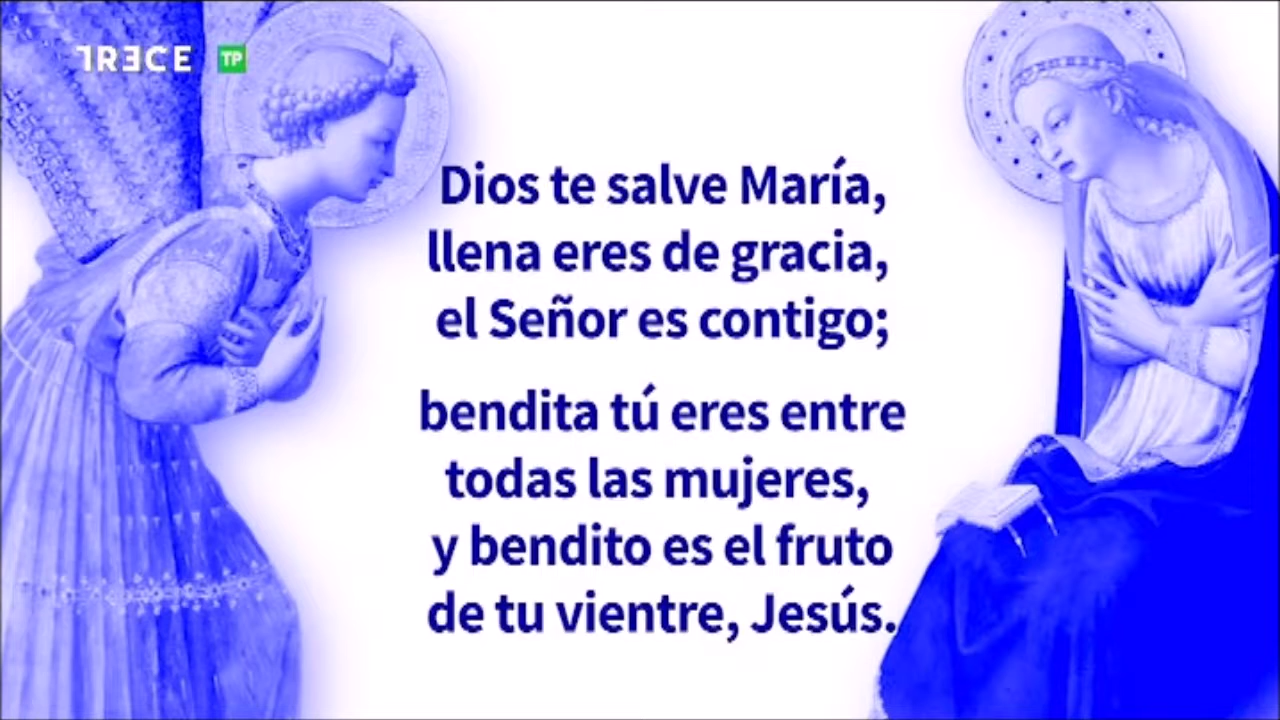 TRECE TP
Dios te salve María,
llena eres de gracia,
el Señor es contigo;
bendita tú eres entre
todas las mujeres,
y bendito es el fruto
de tu vientre, Jesús.